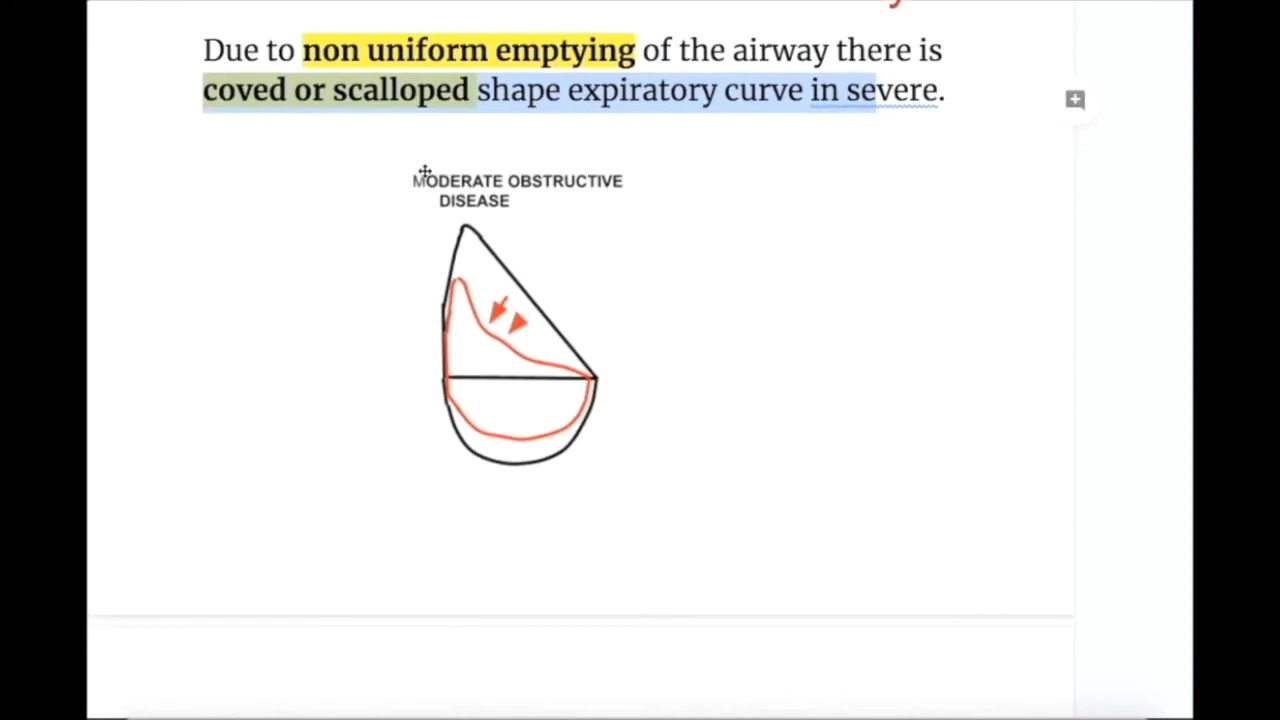 Due to non uniform emptying of the airway there is
coved or scalloped shape expiratory curve in severe.
MODERATE OBSTRUCTIVE
DISEASE